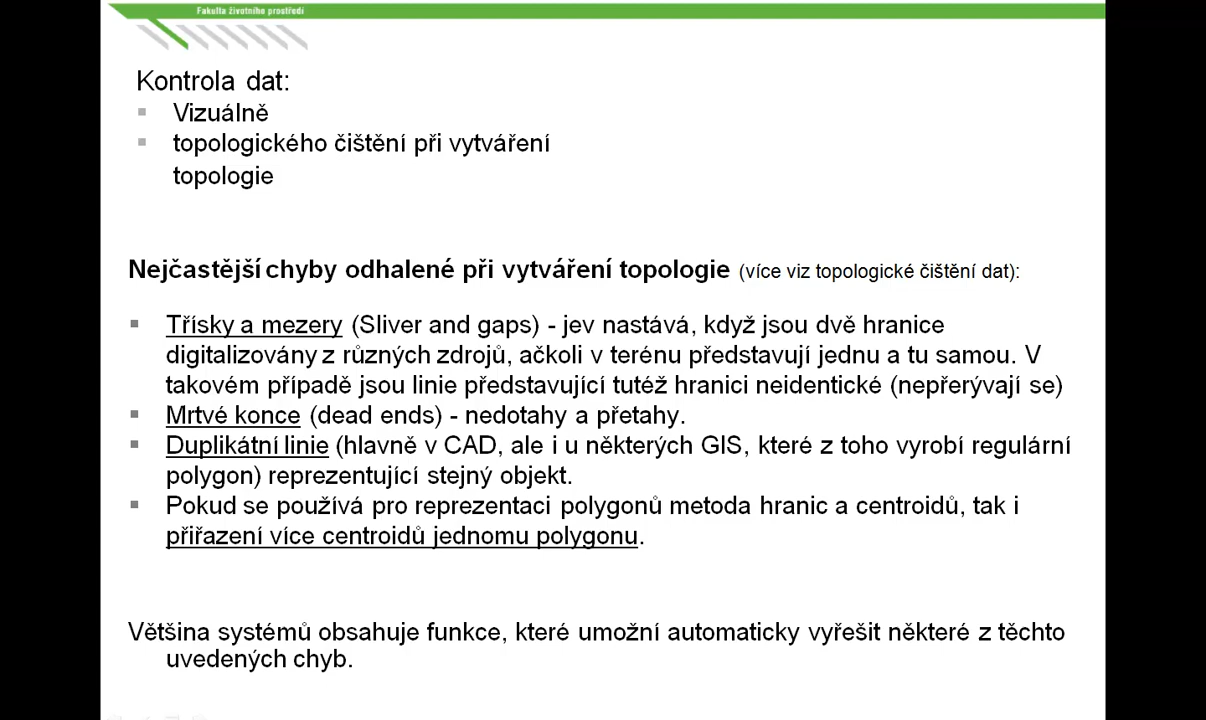 Fakulta životního prostředí
Kontrola dat:
Vizuálně
topologického čištění při vytváření
topologie
Nejčastější chyby odhalené při vytváření topologie (více viz topologické čištění dat):
Třísky a mezery (Sliver and gaps) - jev nastává, když jsou dvě hranice
digitalizovány z různých zdrojů, ačkoli v terénu představují jednu a tu samou. V
takovém případě jsou linie představující tutéž hranici neidentické (nepřerývají se)
Mrtvé konce (dead ends) - nedotahy a přetahy.
Duplikátní linie (hlavně v CAD, ale i u některých GIS, které z toho vyrobí regulární
polygon) reprezentující stejný objekt.
Pokud se používá pro reprezentaci polygonů metoda hranic a centroidů, tak i
přiřazení více centroidů jednomu polygonu.
Většina systémů obsahuje funkce, které umožní automaticky vyřešit některé z těchto
uvedených chyb.